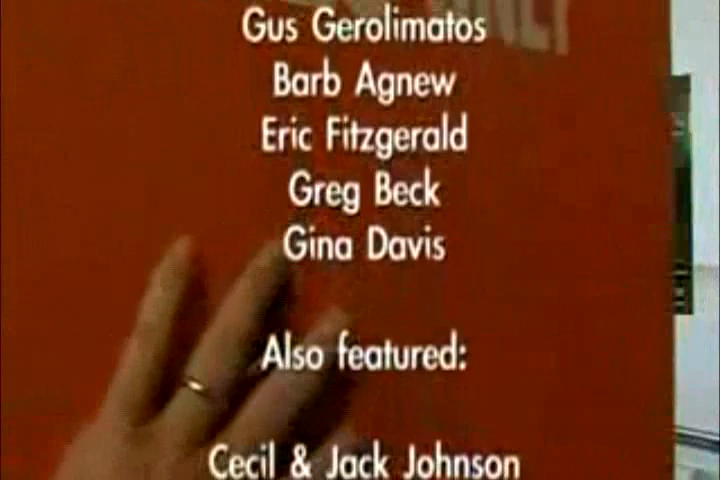 Gus Gerolimatos
Barb Agnew
Eric Fitzgerald
Greg Beck
Gina Davis
Also featured:
Cecil & Jack Johnson